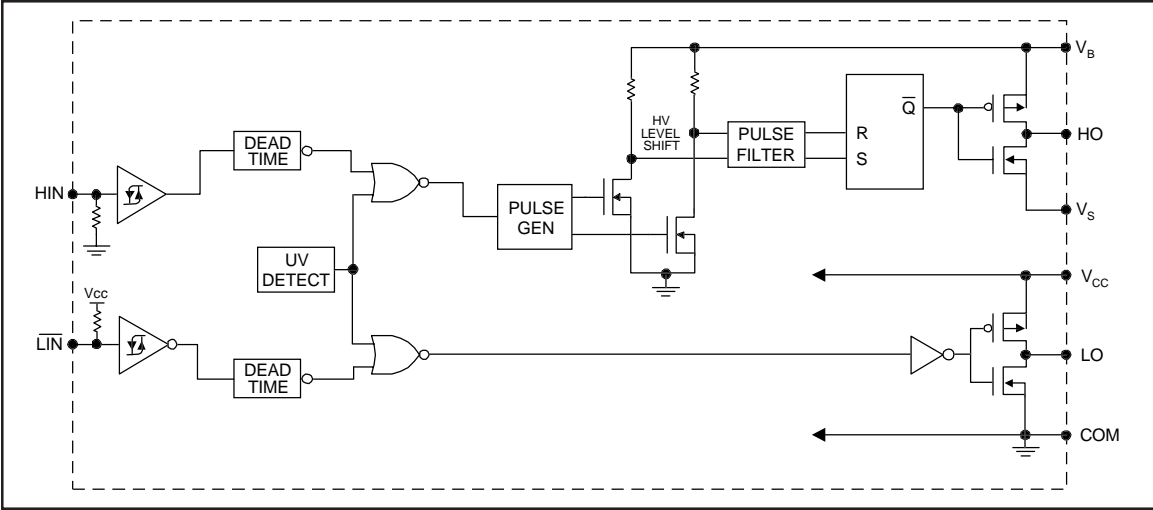 V_B
HV
LEVEL
SHIFT
PULSE
FILTER
R
S
Q̅
HO
DEAD
TIME
HIN
PULSE
GEN
V_S
UV
DETECT
V_CC
Vcc
L̅I̅N̅
DEAD
TIME
LO
COM